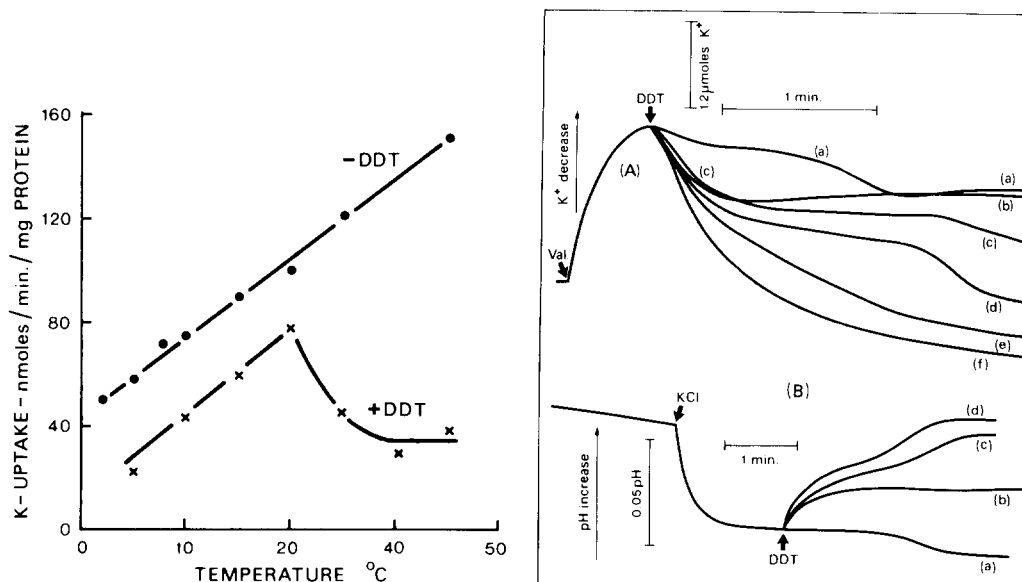 K-UPTAKE-nmoles/min./mg PROTEIN
160
120
80
40
0
-DDT
+DDT
0
10
20
30
40
50
TEMPERATURE °C
1.2 µmoles K+
1 min.
DDT
K+ decrease
(A)
Val
(a)
(c)
(a)
(b)
(c)
(d)
(e)
(f)
(B)
KCl
1 min.
pH increase
0.05pH
DDT
(d)
(c)
(b)
(a)